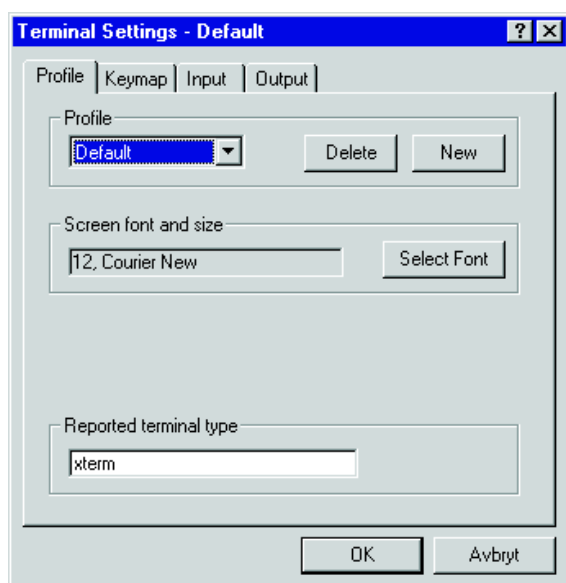 Terminal Settings - Default
Profile Keymap Input Output
Profile
Default Delete New
Screen font and size
12, Courier New Select Font
Reported terminal type
xterm
OK Avbryt